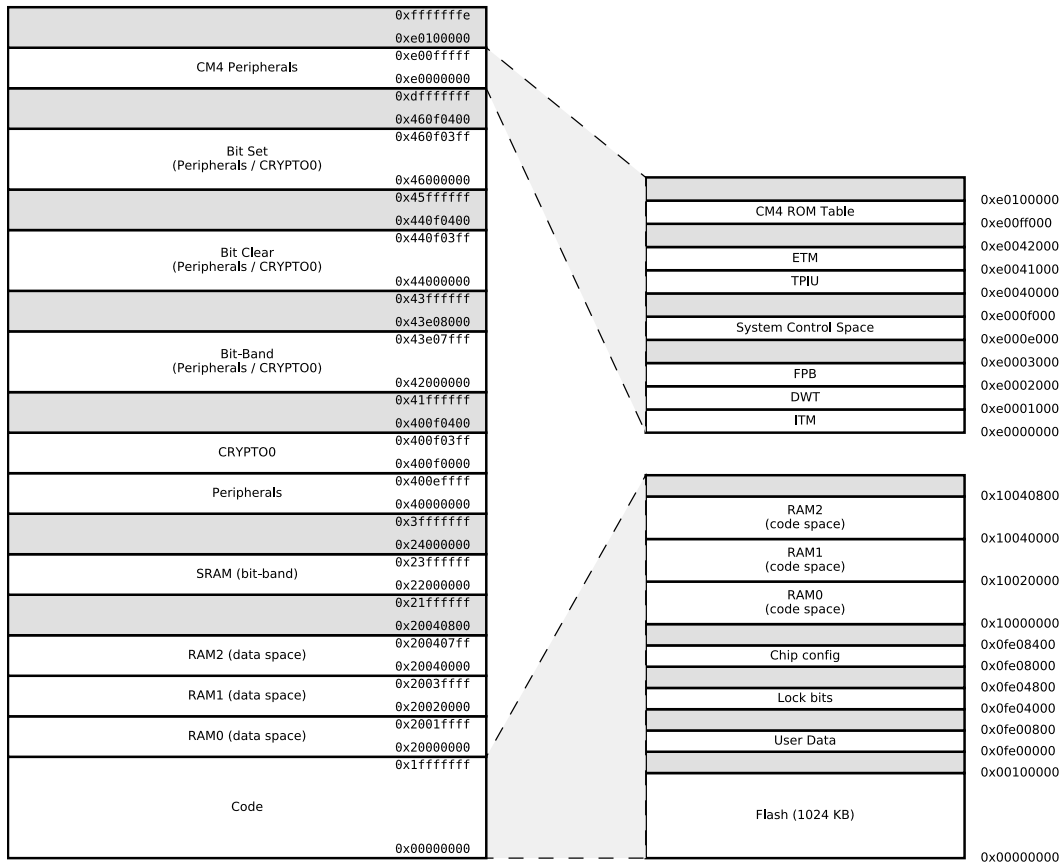 0xfffffffe
0xe0100000
CM4 Peripherals
0xe00fffff
0xe0000000
0xdfffffff
0x460f0400
Bit Set
(Peripherals / CRYPTO0)
0x460f03ff
0x46000000
0x45ffffff
0x440f0400
Bit Clear
(Peripherals / CRYPTO0)
0x440f03ff
0x44000000
0x43ffffff
0x43e08000
Bit-Band
(Peripherals / CRYPTO0)
0x43e07fff
0x42000000
0x41ffffff
0x400f0400
CRYPTO0
0x400f03ff
0x400f0000
Peripherals
0x400effff
0x40000000
0x3fffffff
0x24000000
SRAM (bit-band)
0x23ffffff
0x22000000
0x21ffffff
0x20040800
RAM2 (data space)
0x200407ff
0x20040000
RAM1 (data space)
0x2003ffff
0x20020000
RAM0 (data space)
0x2001ffff
0x20000000
Code
0x1fffffff
0x00000000
0xe0100000
CM4 ROM Table
0xe00ff000
0xe0042000
ETM
0xe0041000
TPIU
0xe0040000
0xe000f000
System Control Space
0xe000e000
0xe0003000
FPB
0xe0002000
DWT
0xe0001000
ITM
0xe0000000
0x10040800
RAM2
(code space)
0x10040000
RAM1
(code space)
0x10020000
RAM0
(code space)
0x10000000
0x0fe08400
Chip config
0x0fe08000
0x0fe04800
Lock bits
0x0fe04000
0x0fe00800
User Data
0x0fe00000
0x00100000
Flash (1024 KB)
0x00000000